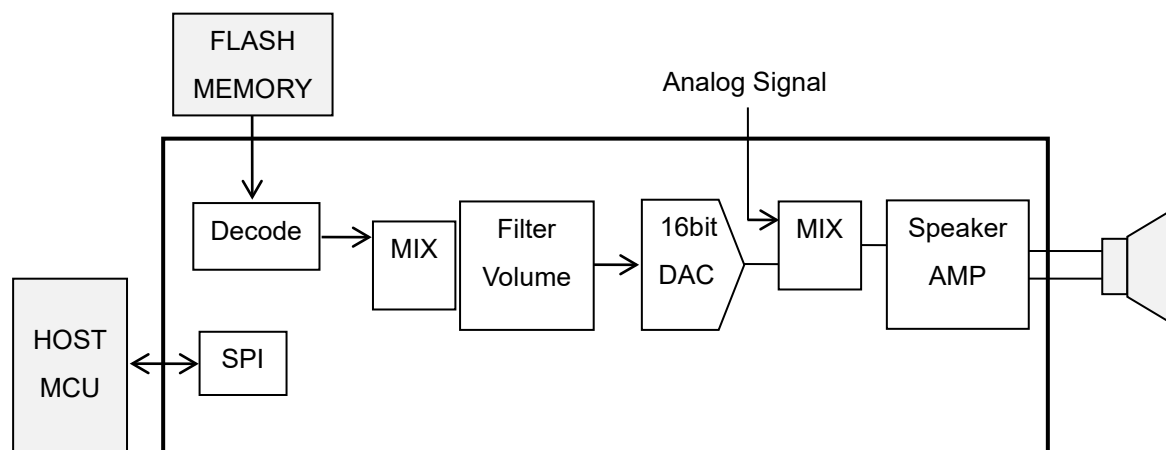 FLASH
MEMORY
Analog Signal
Decode
MIX
Filter
Volume
16bit
DAC
MIX
Speaker
AMP
HOST
MCU
SPI